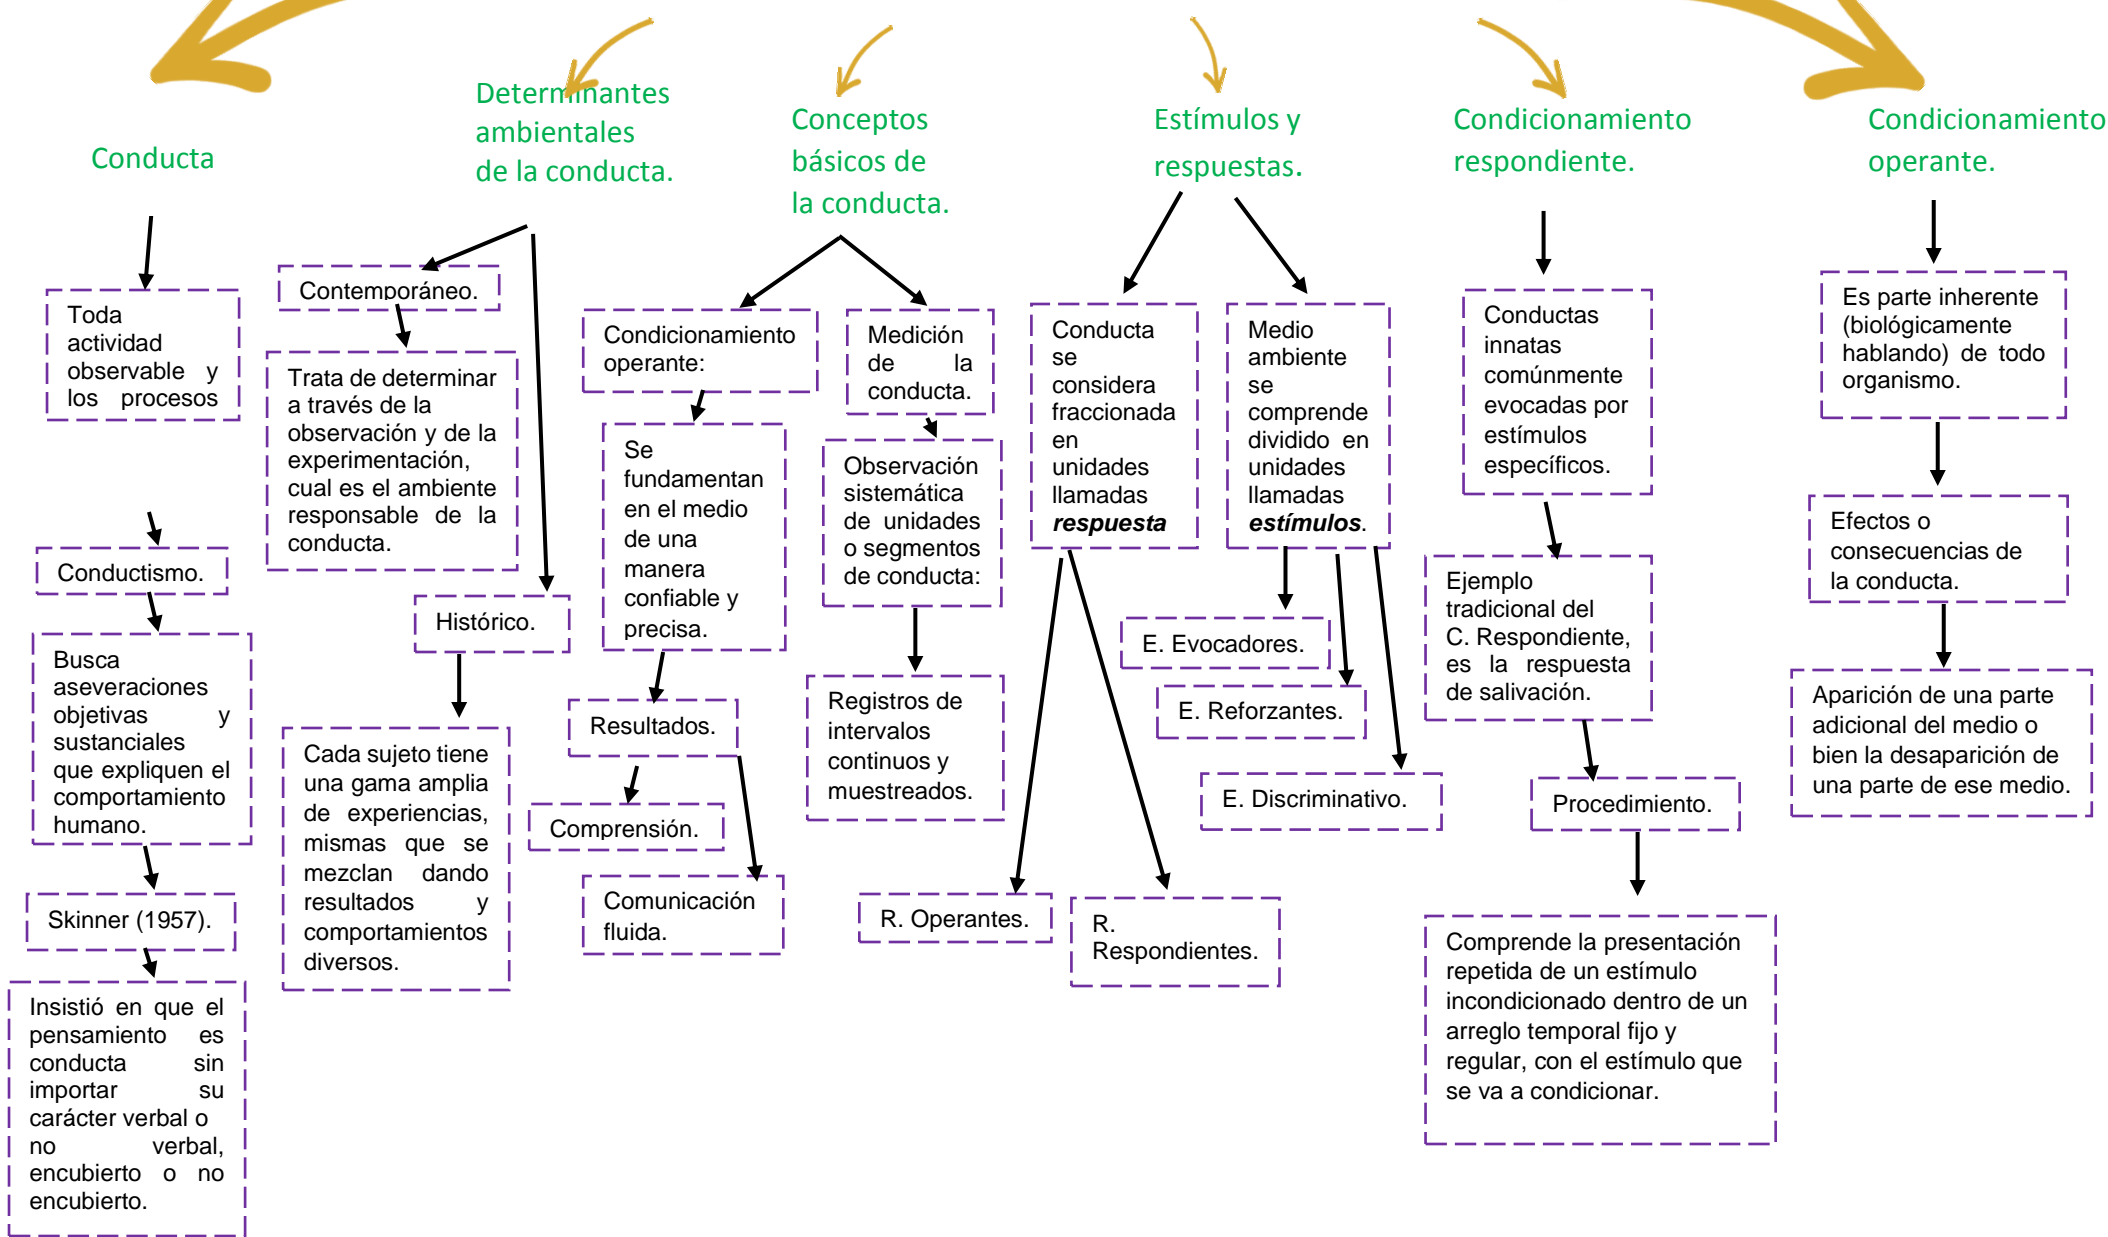 Conducta
Toda
actividad
observable y
los procesos
Conductismo.
Busca
aseveraciones
objetivas y
sustanciales
que expliquen el
comportamiento
humano.
Skinner (1957).
Insistió en que el
pensamiento es
conducta sin
importar su
carácter verbal o
no verbal,
encubierto o no
encubierto.
Determinantes
ambientales
de la conducta.
Contemporáneo.
Trata de determinar
a través de la
observación y de la
experimentación,
cual es el ambiente
responsable de la
conducta.
Histórico.
Cada sujeto tiene
una gama amplia
de experiencias,
mismas que se
mezclan dando
resultados y
comportamientos
diversos.
Conceptos
básicos de
la conducta.
Condicionamiento
operante:
Se
fundamentan
en el medio
de una
manera
confiable y
precisa.
Resultados.
Comprensión.
Comunicación
fluida.
Medición
de la
conducta.
Observación
sistemática
de unidades
o segmentos
de conducta:
Registros de
intervalos
continuos y
muestreados.
Estímulos y
respuestas.
Conducta
se
considera
fraccionada
en
unidades
llamadas
respuesta
R. Operantes.
R.
Respondientes.
Medio
ambiente
se
comprende
dividido en
unidades
llamadas
estímulos.
E. Evocadores.
E. Reforzantes.
E. Discriminativo.
Condicionamiento
respondiente.
Conductas
innatas
comúnmente
evocadas por
estímulos
específicos.
Ejemplo
tradicional del
C. Respondiente,
es la respuesta
de salivación.
Procedimiento.
Comprende la presentación
repetida de un estímulo
incondicionado dentro de un
arreglo temporal fijo y
regular, con el estímulo que
se va a condicionar.
Condicionamiento
operante.
Es parte inherente
(biológicamente
hablando) de todo
organismo.
Efectos o
consecuencias de
la conducta.
Aparición de una parte
adicional del medio o
bien la desaparición de
una parte de ese medio.